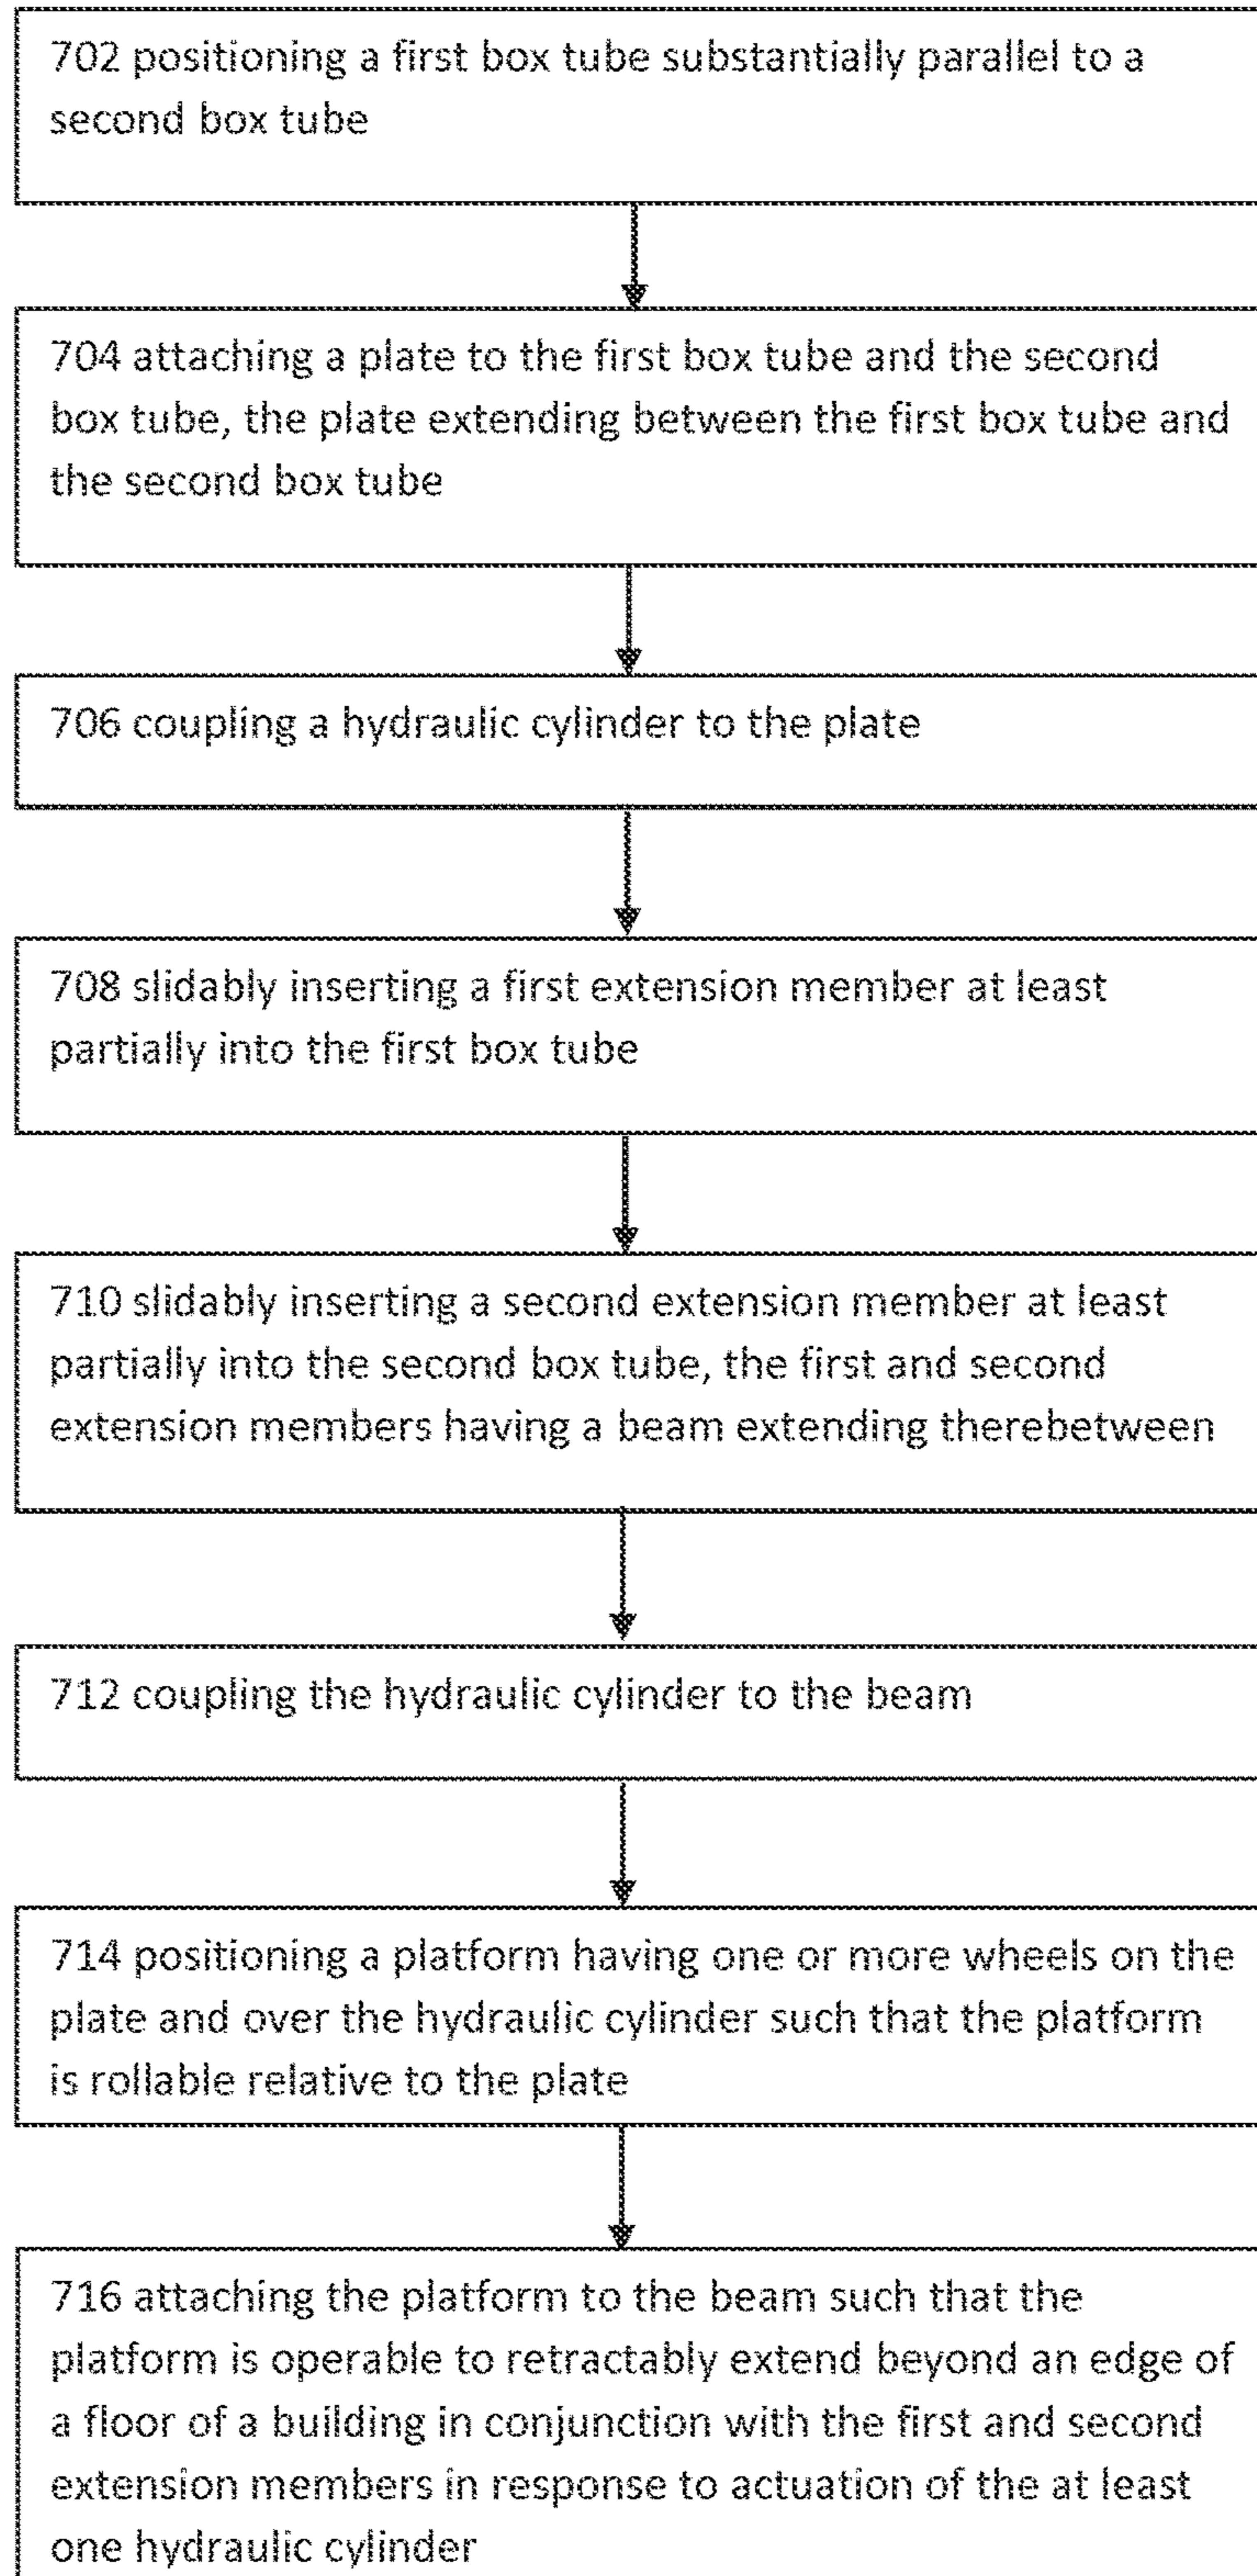 702 positioning a first box tube substantially parallel to a
second box tube
704 attaching a plate to the first box tube and the second
box tube, the plate extending between the first box tube and
the second box tube
706 coupling a hydraulic cylinder to the plate
708 slidably inserting a first extension member at least
partially into the first box tube
710 slidably inserting a second extension member at least
partially into the second box tube, the first and second
extension members having a beam extending therebetween
712 coupling the hydraulic cylinder to the beam
714 positioning a platform having one or more wheels on the
plate and over the hydraulic cylinder such that the platform
is rollable relative to the plate
716 attaching the platform to the beam such that the
platform is operable to retractably extend beyond an edge of
a floor of a building in conjunction with the first and second
extension members in response to actuation of the at least
one hydraulic cylinder